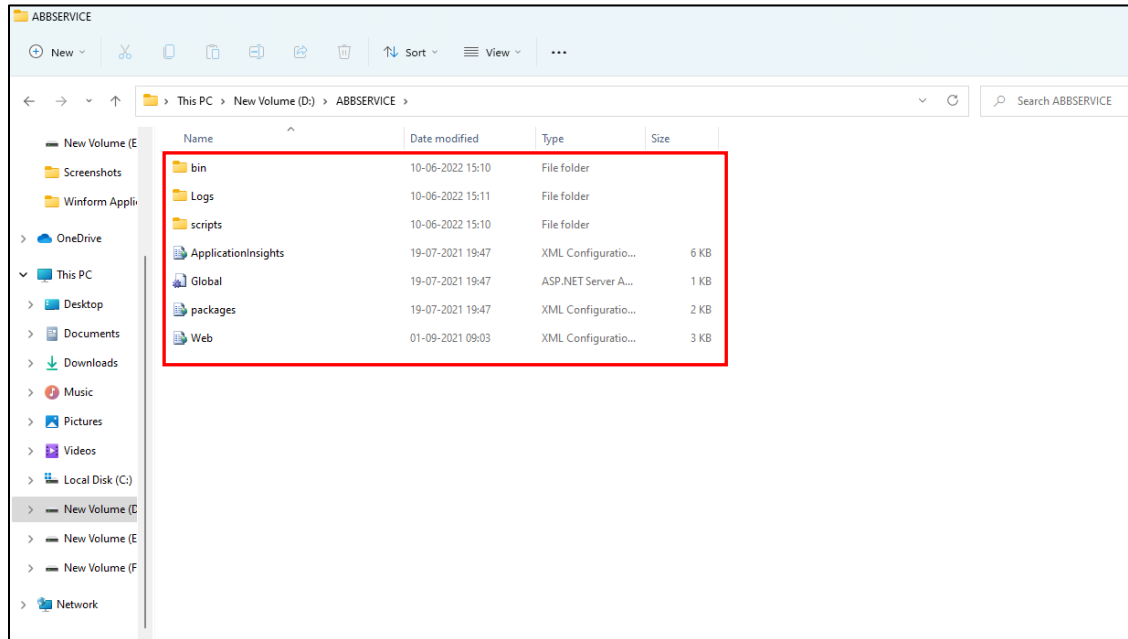 ABBSERVICE
New
Sort
View
This PC > New Volume (D:) > ABBSERVICE >
Search ABBSERVICE
New Volume (E
Screenshots
Winform Appli
OneDrive
This PC
Desktop
Documents
Downloads
Music
Pictures
Videos
Local Disk (C:)
New Volume (D
New Volume (E
New Volume (F
Network
Name Date modified Type Size
bin 10-06-2022 15:10 File folder
Logs 10-06-2022 15:11 File folder
scripts 10-06-2022 15:10 File folder
ApplicationInsights 19-07-2021 19:47 XML Configuratio... 6 KB
Global 19-07-2021 19:47 ASP.NET Server A... 1 KB
packages 19-07-2021 19:47 XML Configuratio... 2 KB
Web 01-09-2021 09:03 XML Configuratio... 3 KB